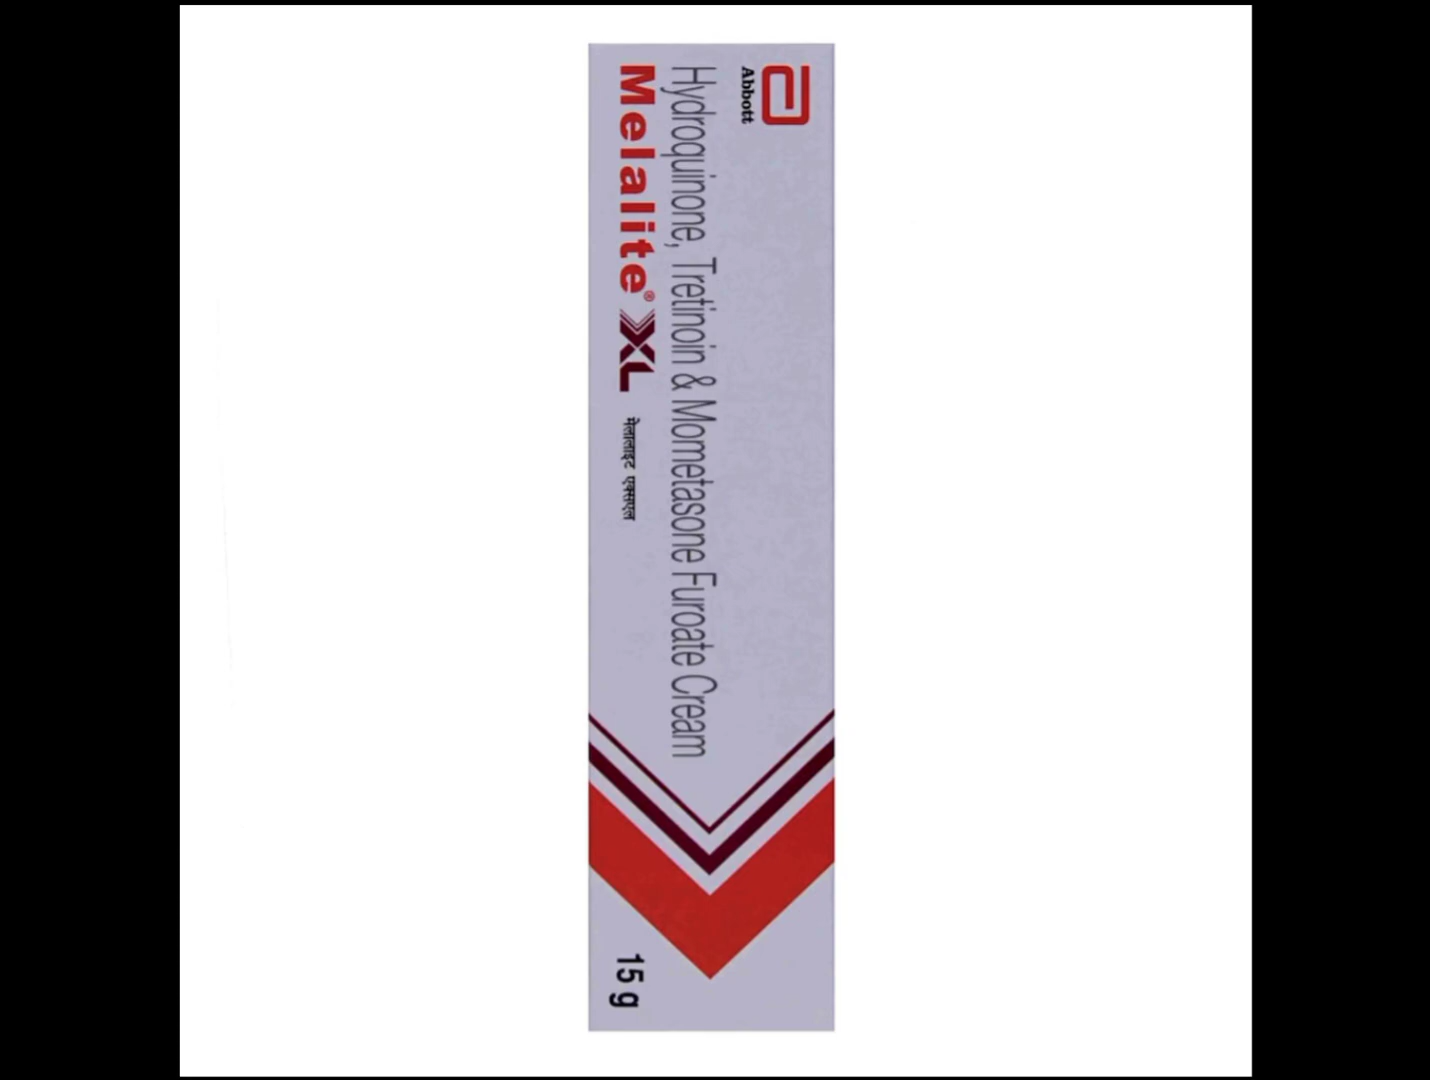 Abbott
Hydroquinone, Tretinoin & Mometasone Furoate Cream
Melalite® XL मेलालाइट एक्सएल
15 g